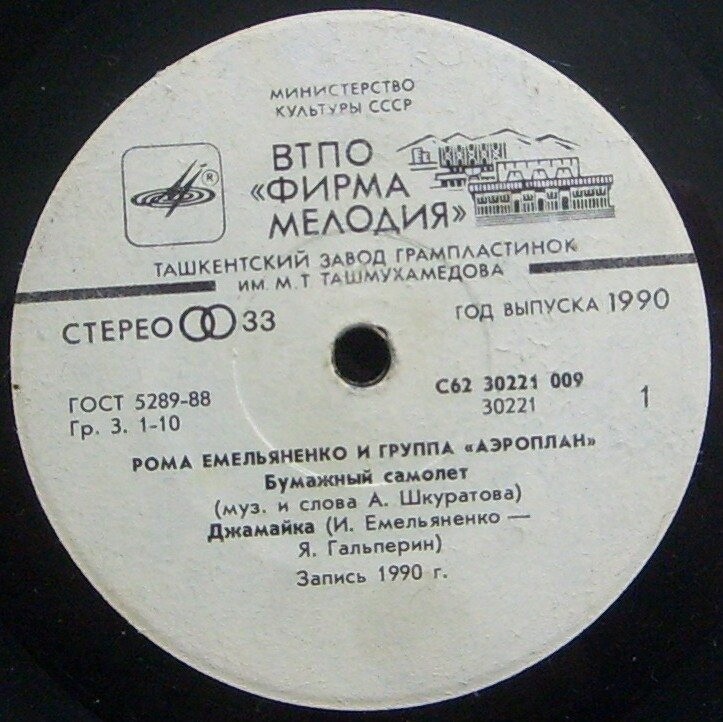 МИНИСТЕРСТВО
КУЛЬТУРЫ СССР
ВТПО
«ФИРМА
МЕЛОДИЯ»
®
ТАШКЕНТСКИЙ ЗАВОД ГРАМПЛАСТИНОК
ИМ. М. Т ТАШМУХАМЕДОВА
СТЕРЕО 33
ГОД ВЫПУСКА 1990
ГОСТ 5289-88
Гр. 3. 1-10
С62 30221 009
30221
1
РОМА ЕМЕЛЬЯНЕНКО И ГРУППА «АЭРОПЛАН»
Бумажный самолет
(муз. и слова А. Шкуратова)
Джамайка (И. Емельяненко —
Я. Гальперин)
Запись 1990 г.